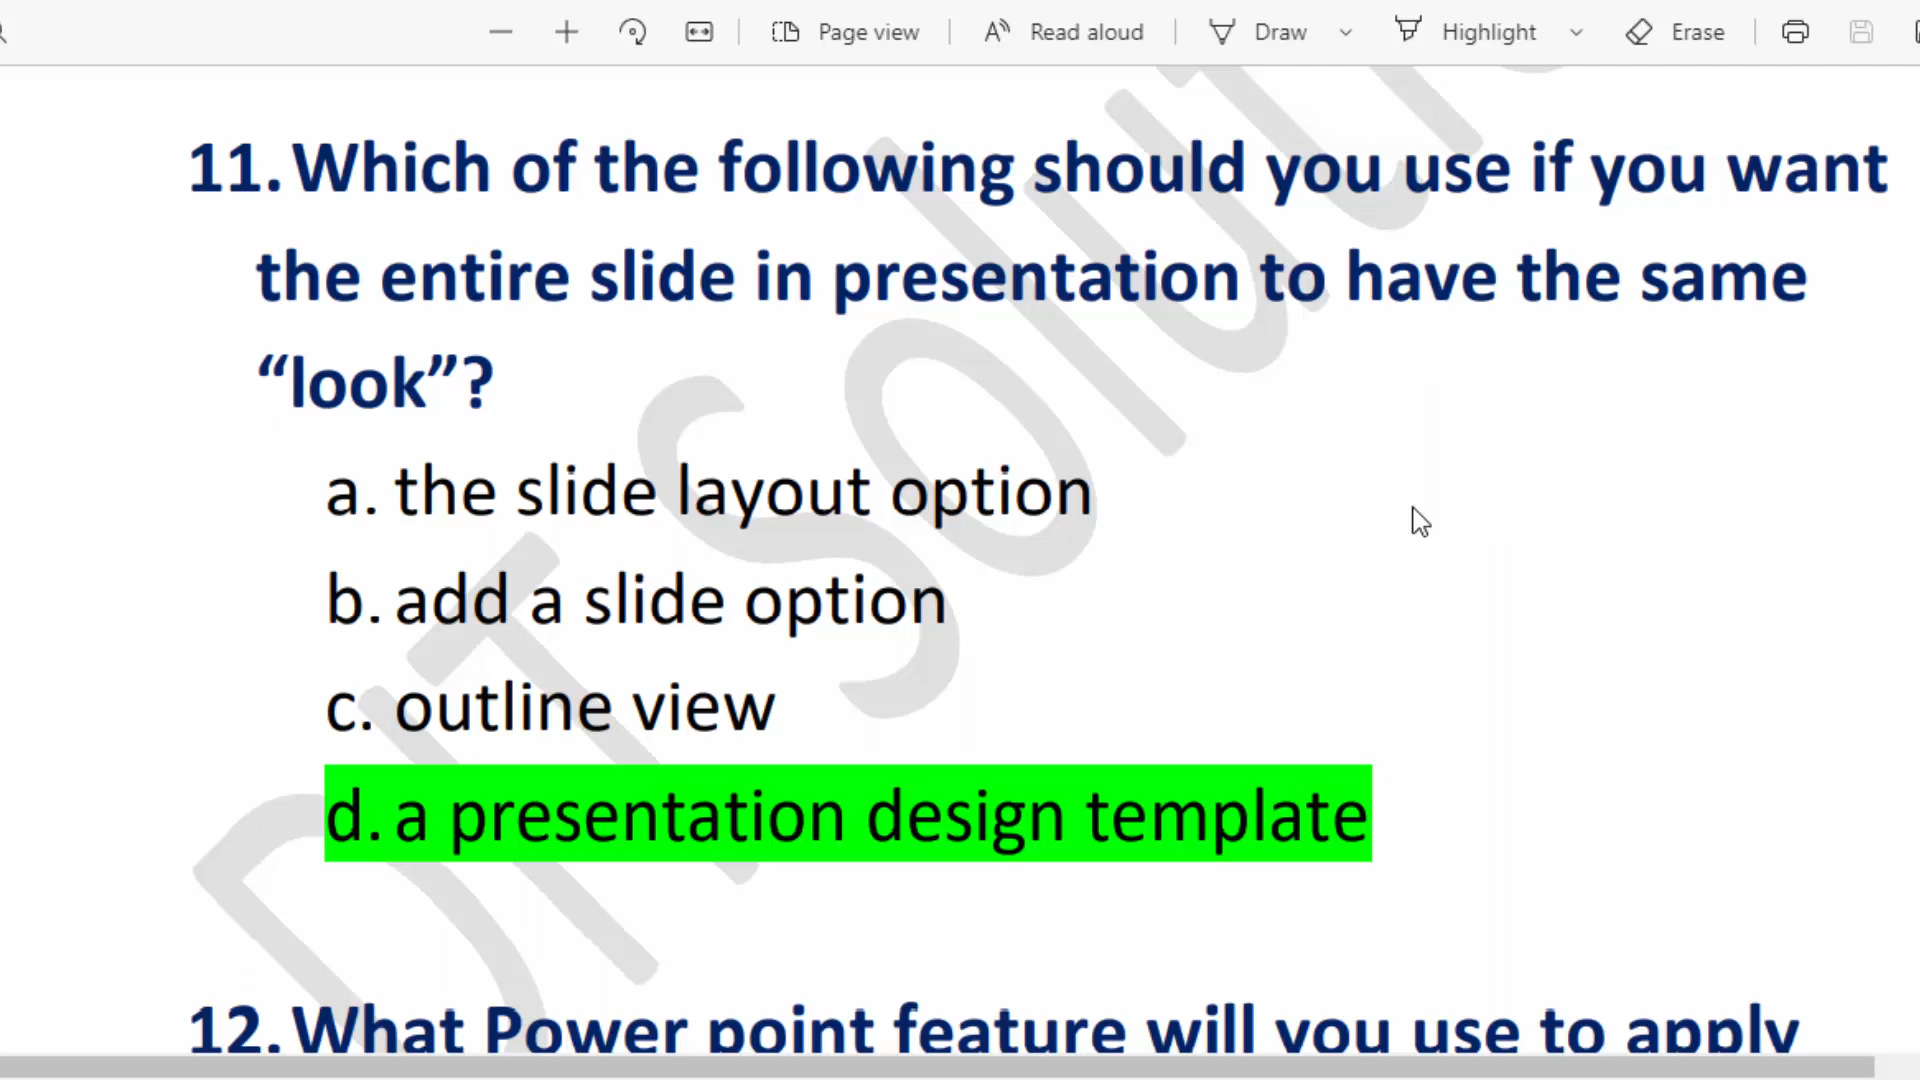 Page view
Read aloud
Draw
Highlight
Erase
11. Which of the following should you use if you want
the entire slide in presentation to have the same
“look”?
a. the slide layout option
b. add a slide option
c. outline view
d. a presentation design template
12. What Power point feature will you use to apply